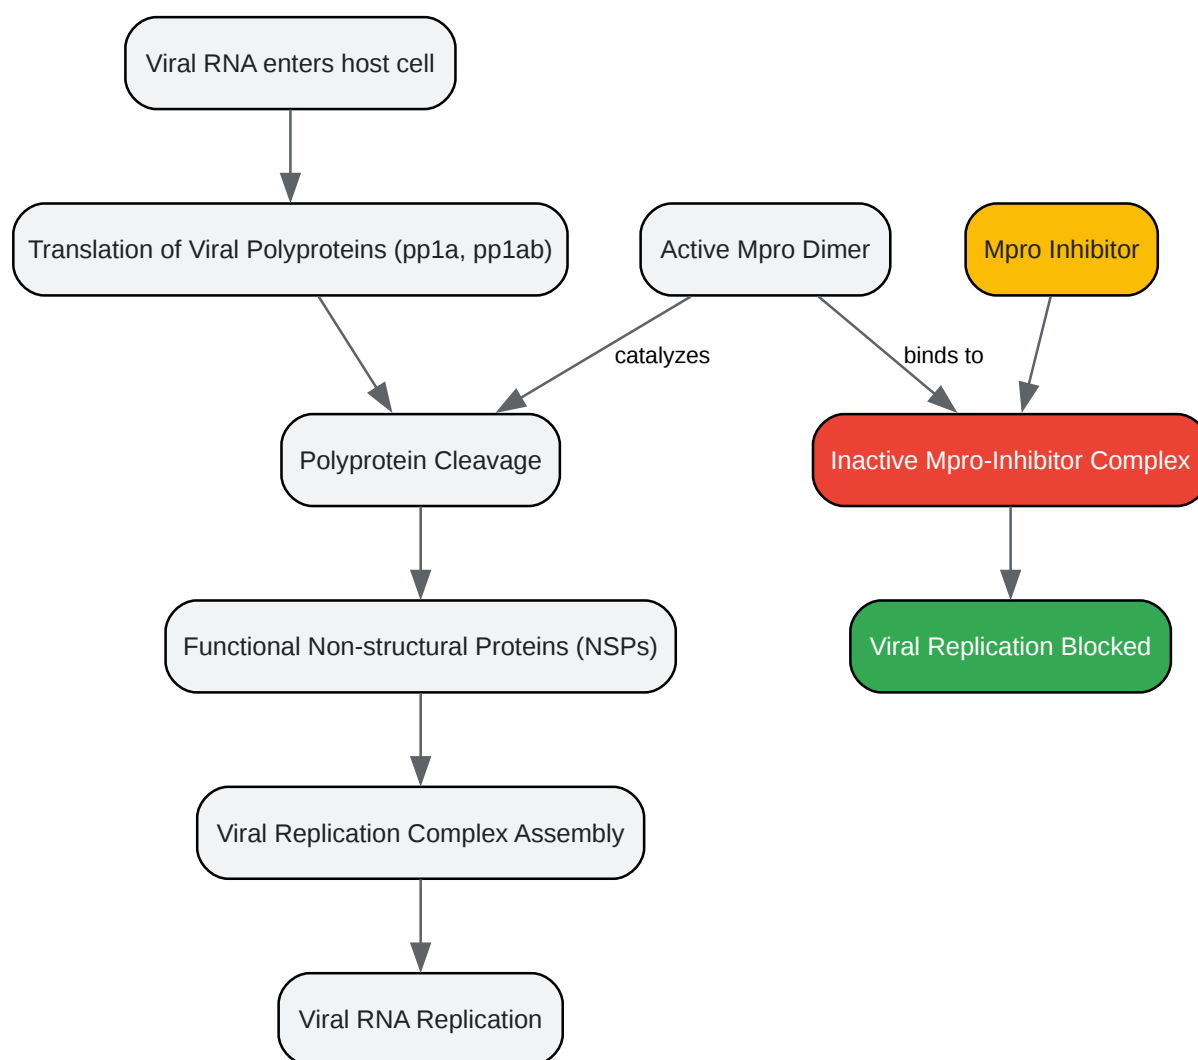 Viral RNA enters host cell
Translation of Viral Polyproteins (pp1a, pp1ab)
Active Mpro Dimer
Mpro Inhibitor
catalyzes
binds to
Polyprotein Cleavage
Inactive Mpro-Inhibitor Complex
Functional Non-structural Proteins (NSPs)
Viral Replication Blocked
Viral Replication Complex Assembly
Viral RNA Replication